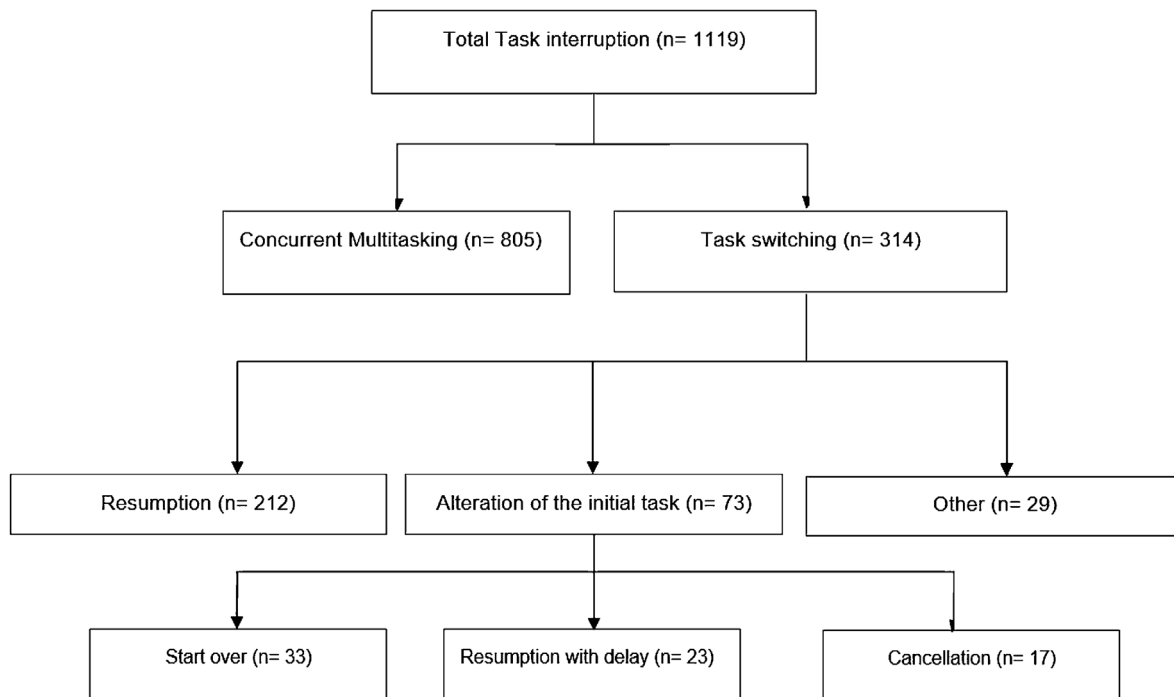 Total Task interruption (n= 1119)
Concurrent Multitasking (n= 805)
Task switching (n= 314)
Resumption (n= 212)
Alteration of the initial task (n= 73)
Other (n= 29)
Start over (n= 33)
Resumption with delay (n= 23)
Cancellation (n= 17)